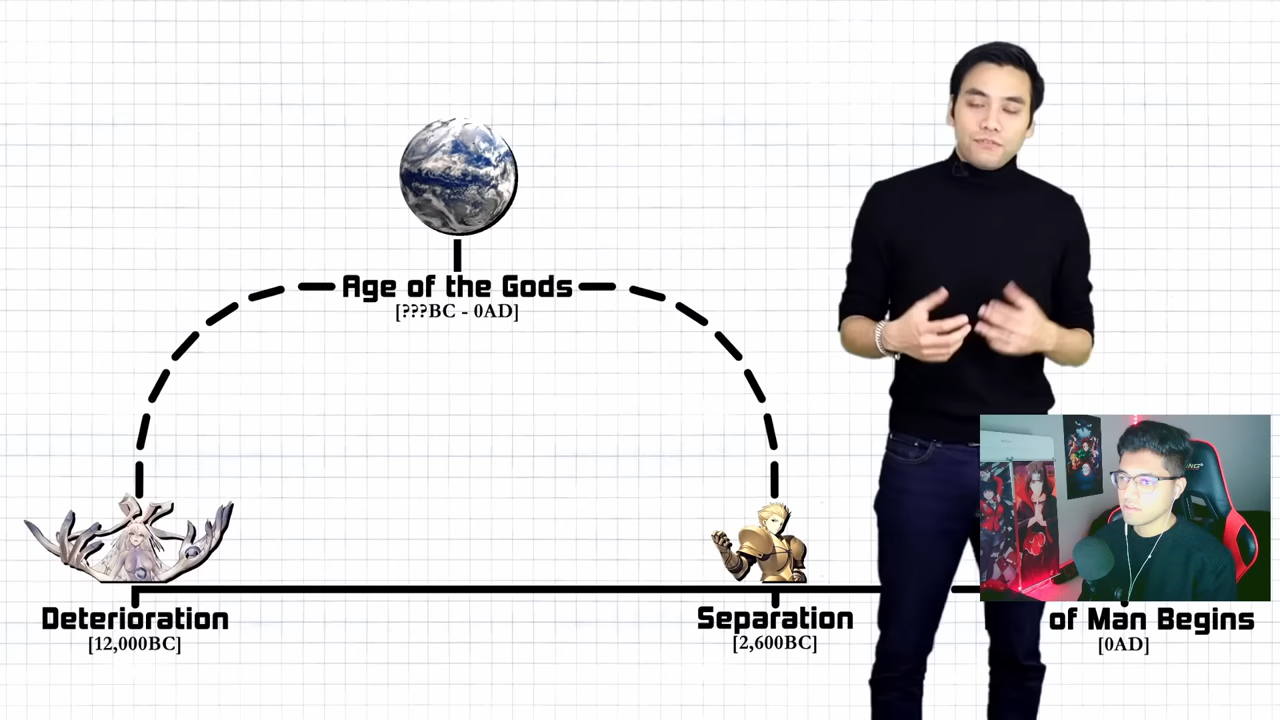 Age of the Gods
[???BC - 0AD]
Deterioration
[12,000BC]
Separation
[2,600BC]
of Man Begins
[0AD]